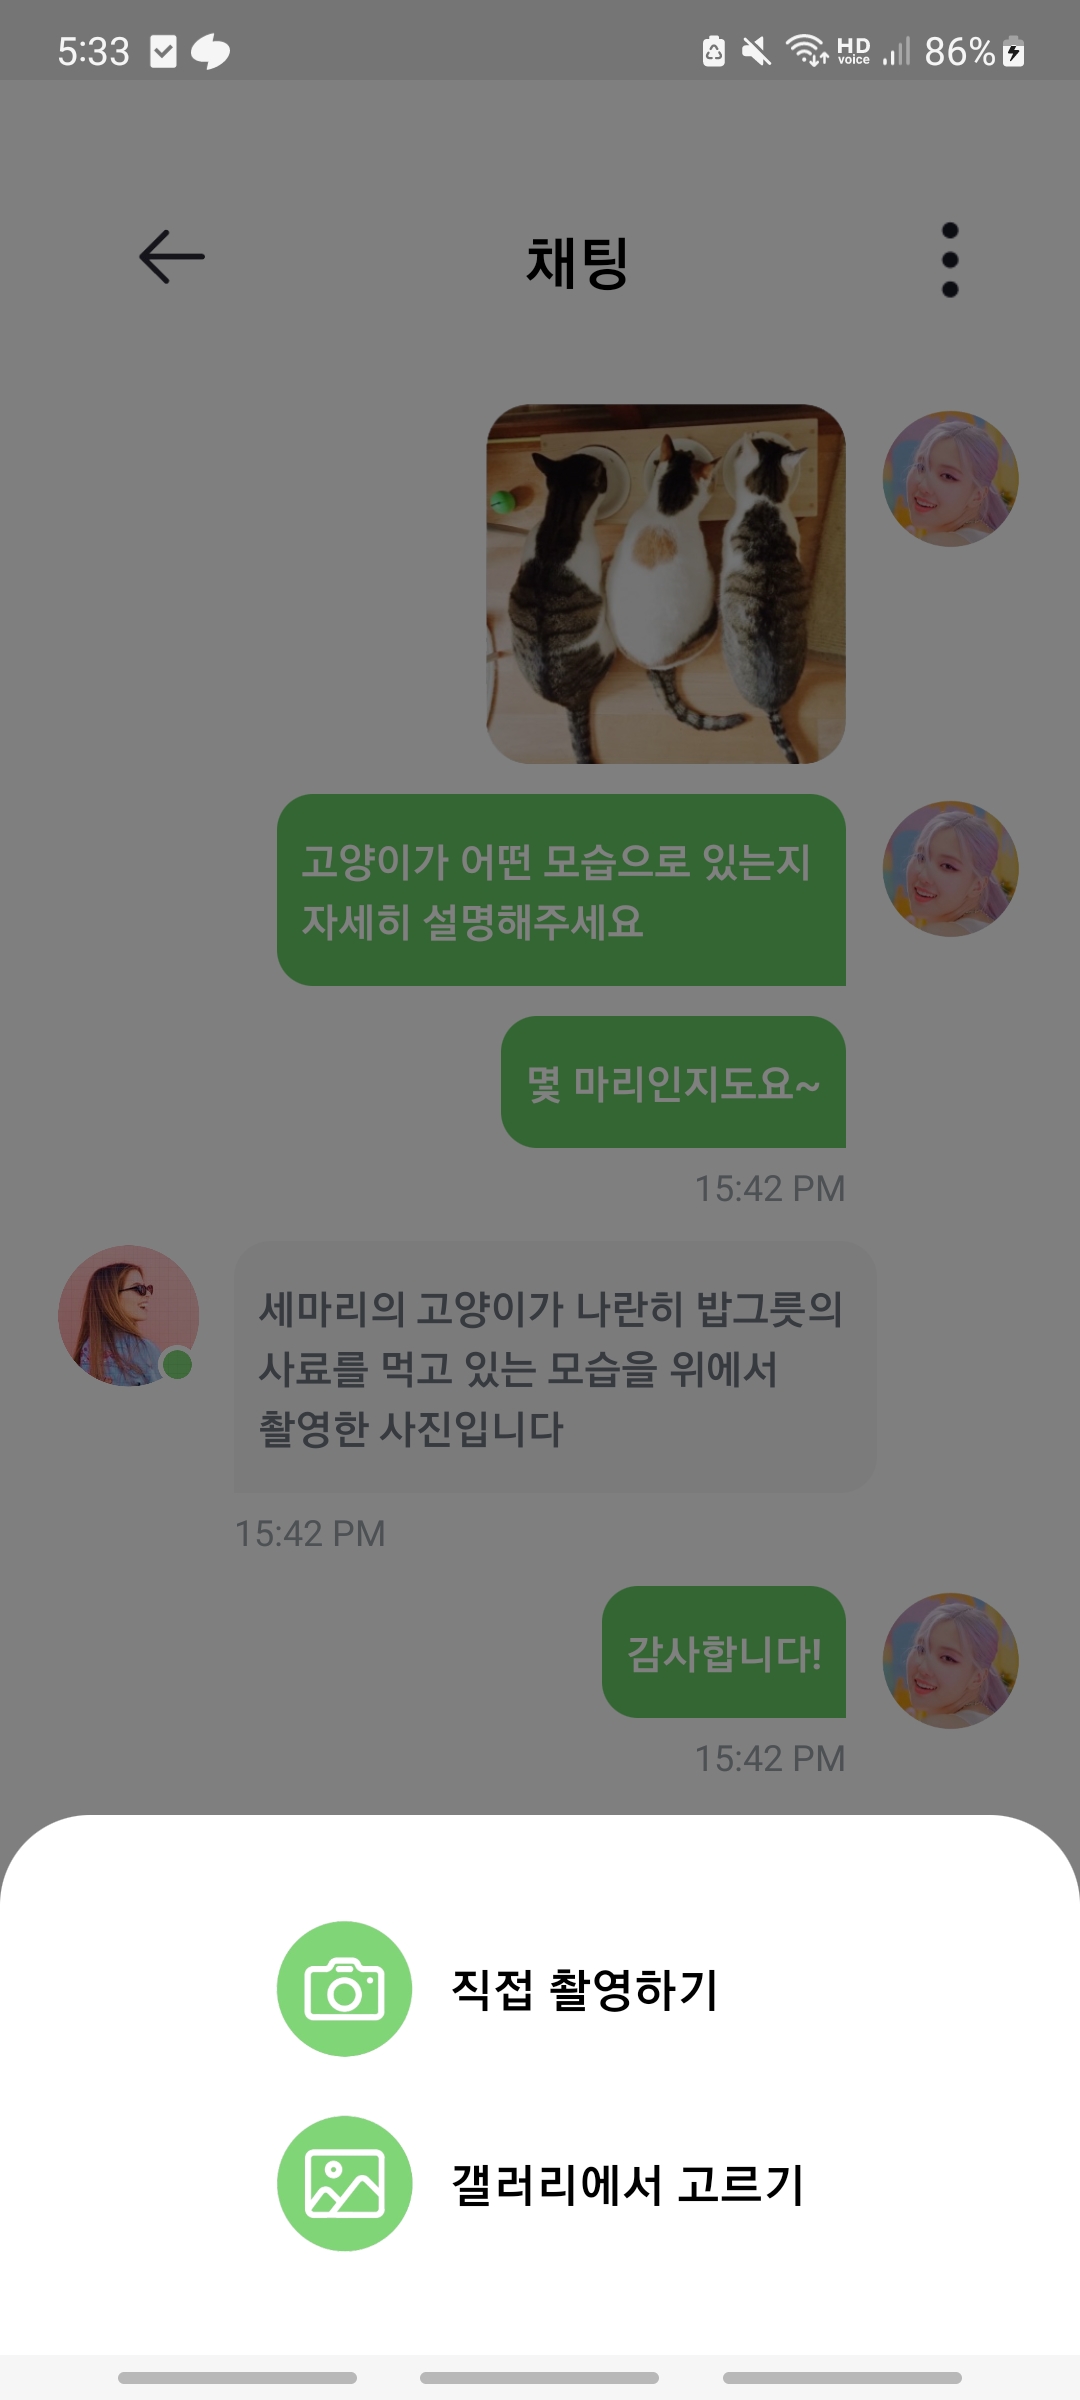 5:33
HD voice 86%
채팅
고양이가 어떤 모습으로 있는지
자세히 설명해주세요
몇 마리인지도요~
15:42 PM
세마리의 고양이가 나란히 밥그릇의
사료를 먹고 있는 모습을 위에서
촬영한 사진입니다
15:42 PM
감사합니다!
15:42 PM
직접 촬영하기
갤러리에서 고르기